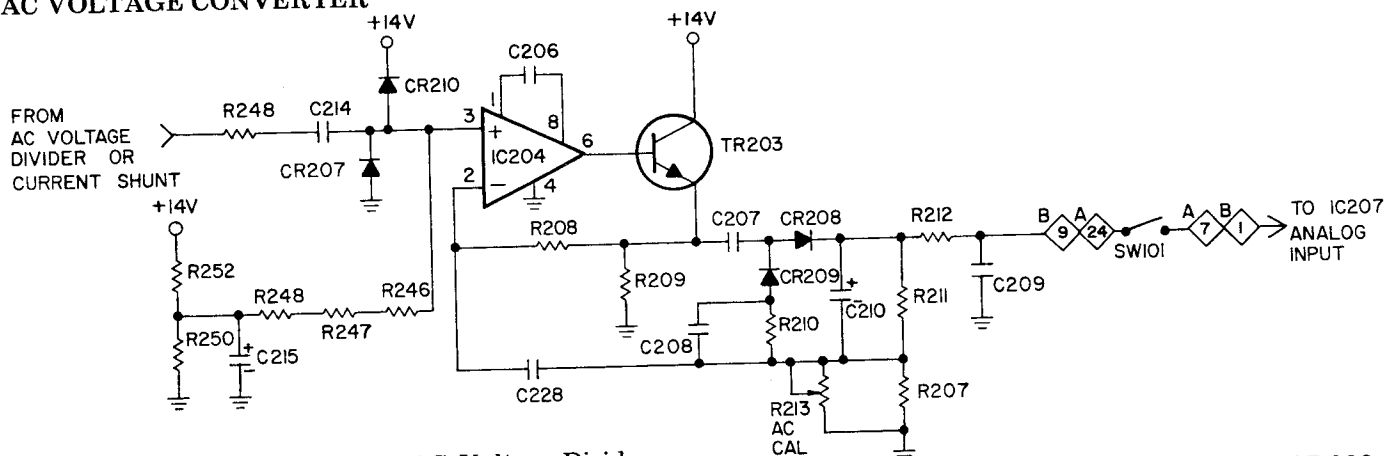 AC VOLTAGE CONVERTER
+14V
+14V
C206
CR210
FROM
AC VOLTAGE
DIVIDER OR
CURRENT SHUNT
R248
C214
CR207
1
3
+
8
IC204
6
2
−
4
TR203
+14V
R252
R250
C215
+
−
R248
R247
R246
R208
R209
C207
CR208
CR209
R210
C208
C228
+
−
C210
R211
R212
C209
B
A
9
24
SW101
A
B
7
1
TO IC207
ANALOG
INPUT
R213
AC
CAL
R207